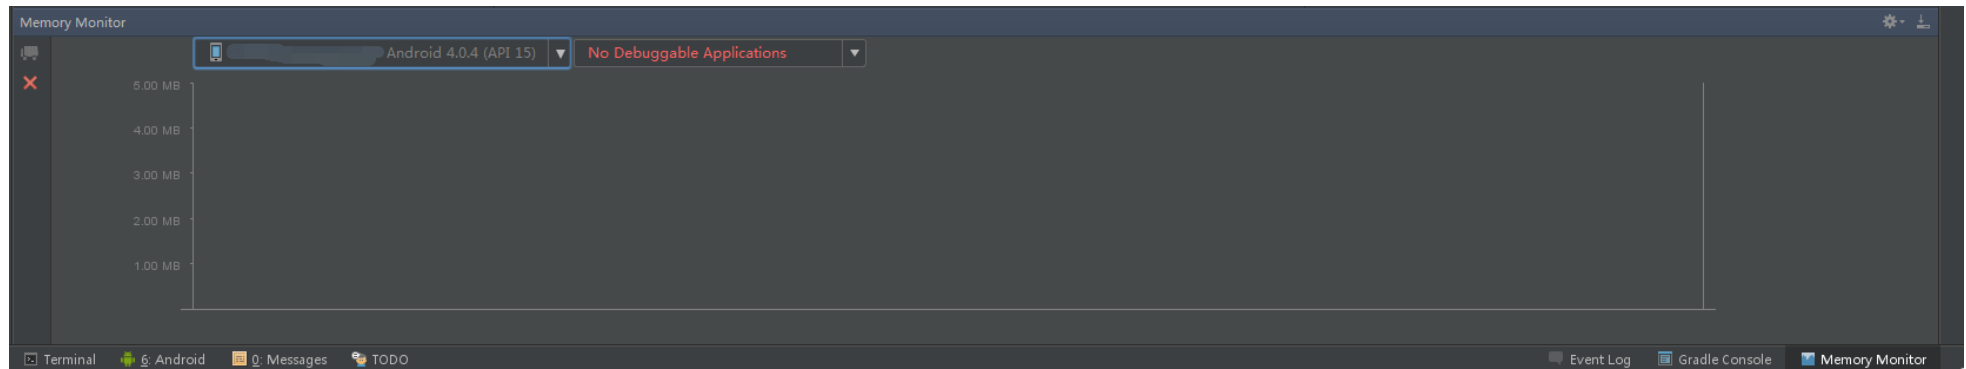 Memory Monitor
Android 4.0.4 (API 15) No Debuggable Applications
5.00 MB
4.00 MB
3.00 MB
2.00 MB
1.00 MB
Terminal 6: Android 0: Messages TODO Event Log Gradle Console Memory Monitor